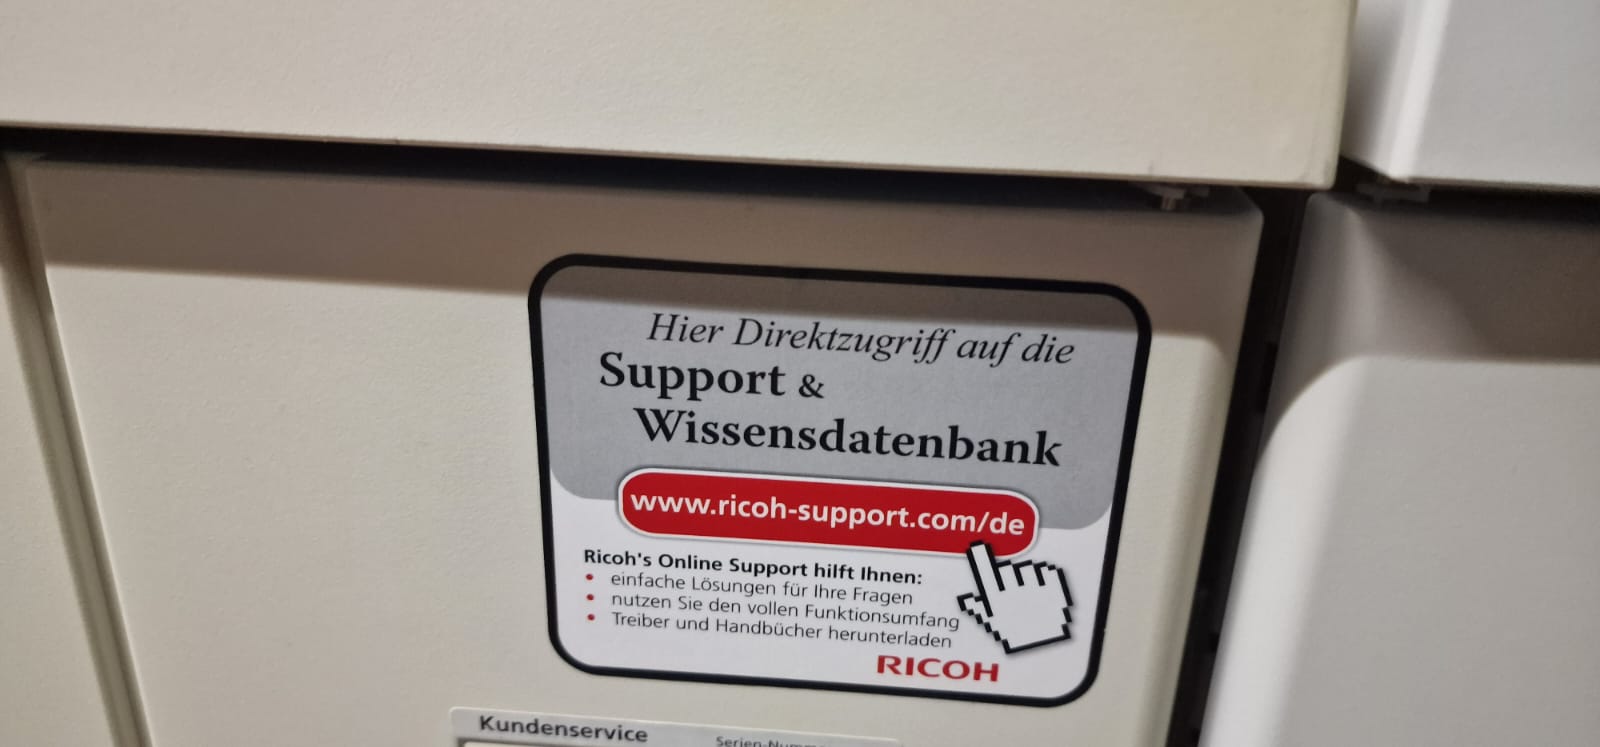 Hier Direktzugriff auf die
Support &
Wissensdatenbank
www.ricoh-support.com/de
Ricoh's Online Support hilft Ihnen:
• einfache Lösungen für Ihre Fragen
• nutzen Sie den vollen Funktionsumfang
• Treiber und Handbücher herunterladen
RICOH
Kundenservice